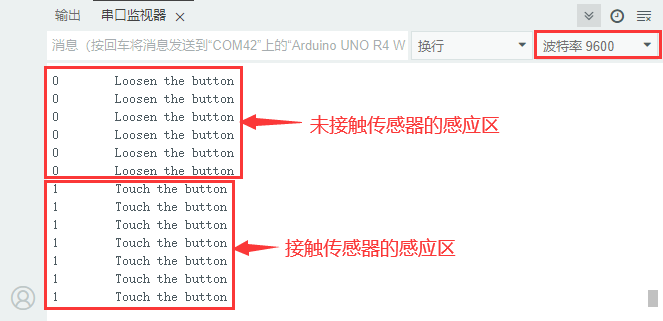 输出 串口监视器
消息（按回车将消息发送到“COM42”上的“Arduino UNO R4 W 换行 波特率 9600
0 Loosen the button
0 Loosen the button
0 Loosen the button
0 Loosen the button
0 Loosen the button
0 Loosen the button
1 Touch the button
1 Touch the button
1 Touch the button
1 Touch the button
1 Touch the button
1 Touch the button
1 Touch the button
未接触传感器的感应区
接触传感器的感应区